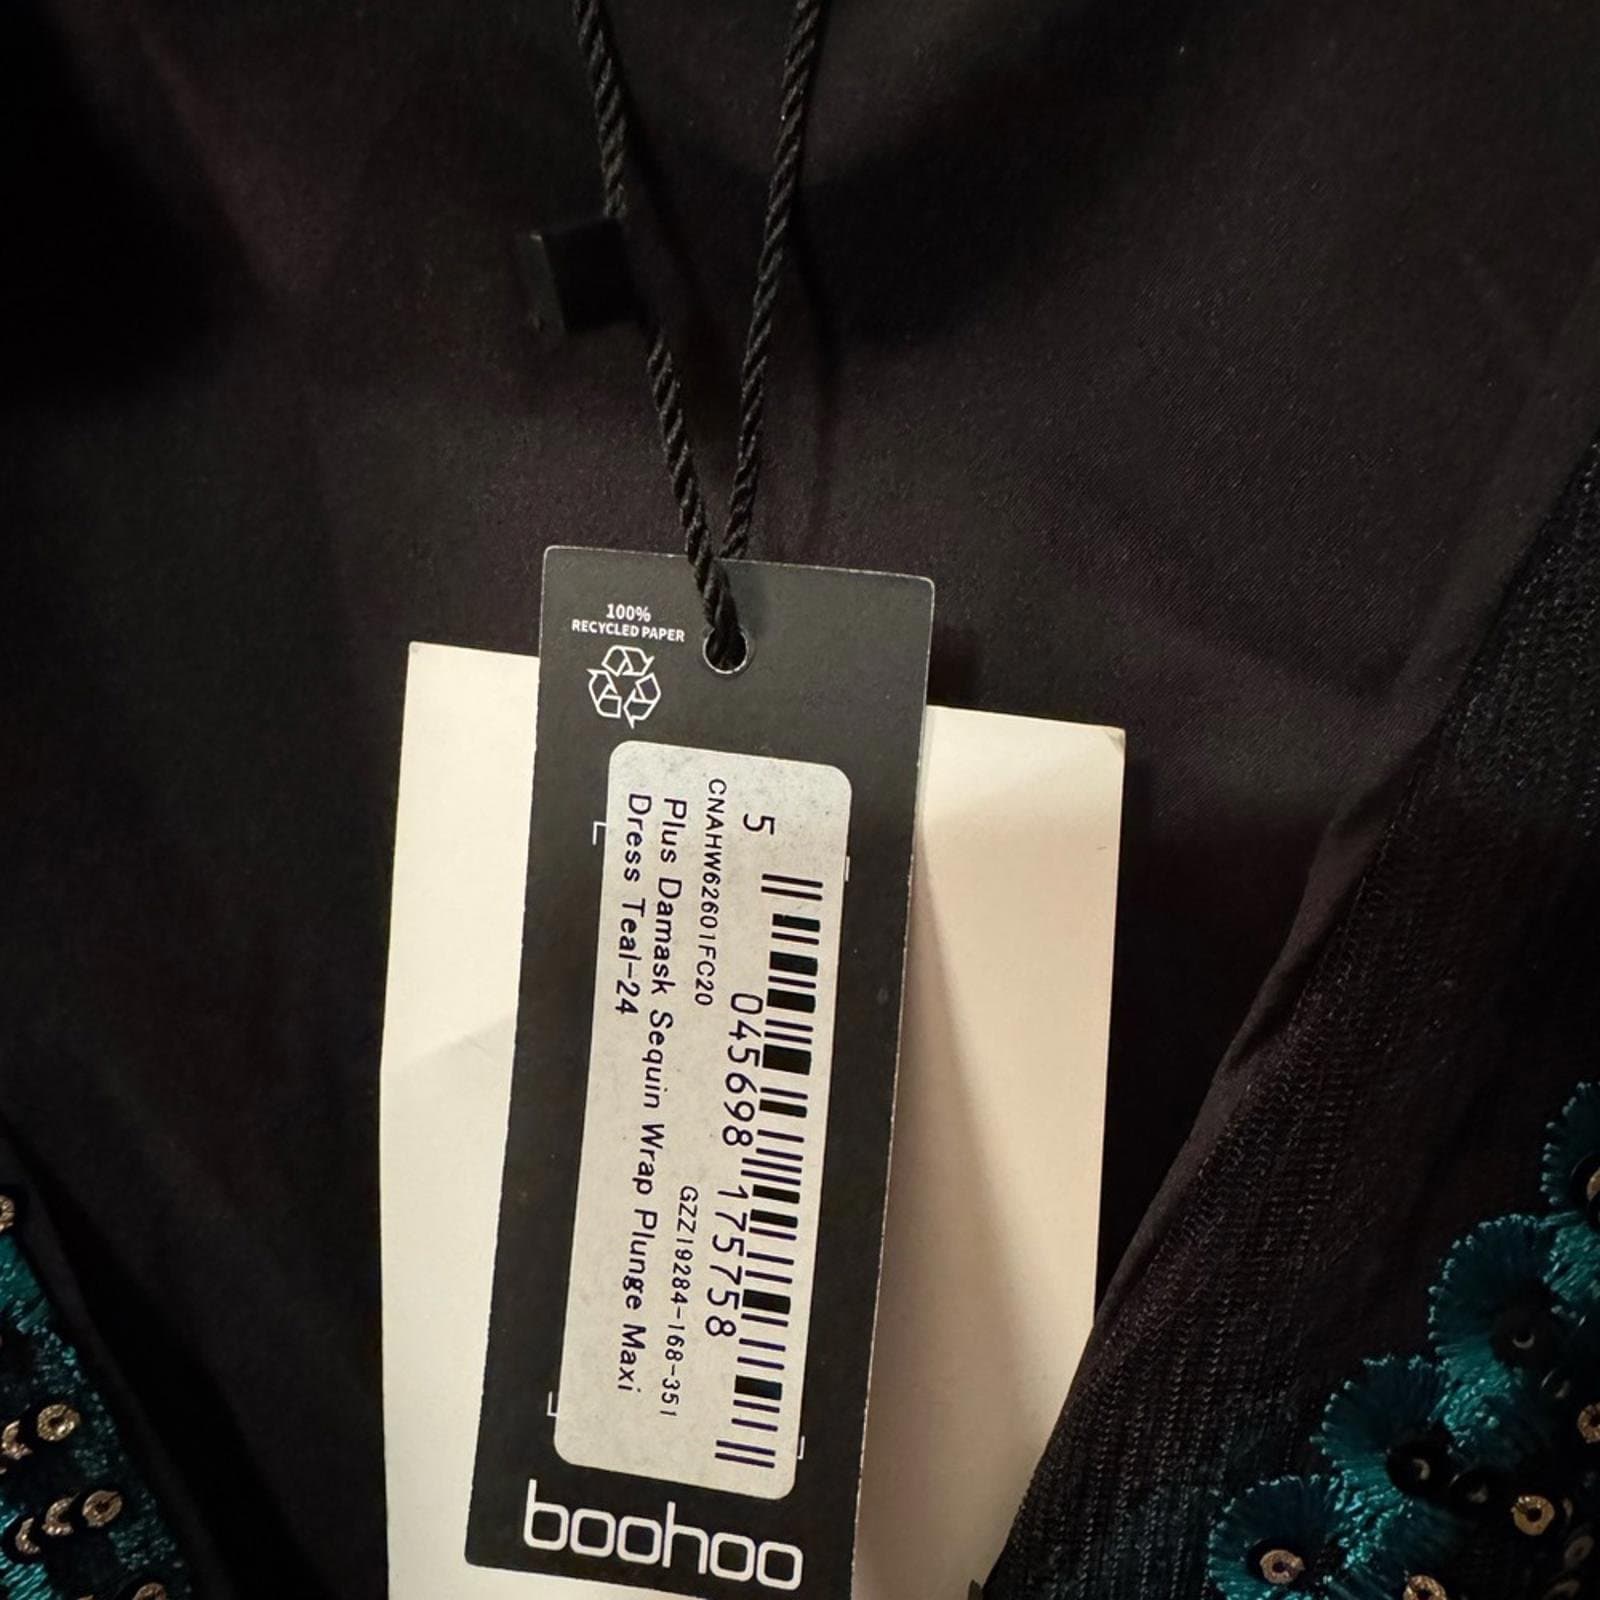 100%
RECYCLED PAPER
5 045698 175758
CNAHW62601FC20 GZZ19284-168-351
Plus Damask Sequin Wrap Plunge Maxi
Dress Teal-24
boohoo